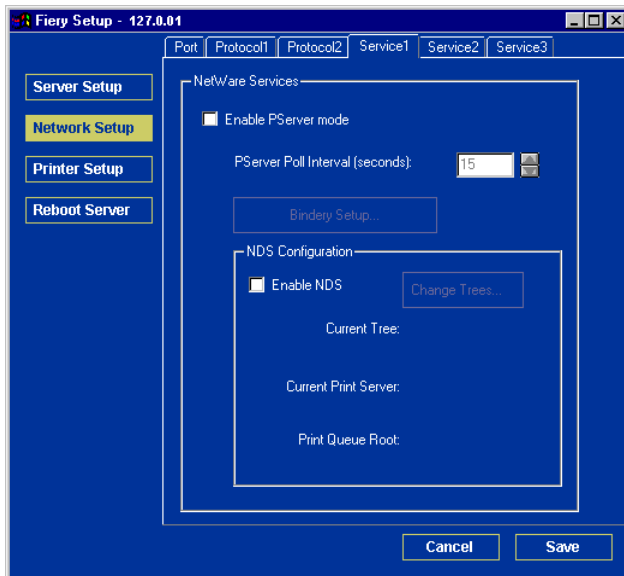 Fiery Setup - 127.0.01
Port Protocol1 Protocol2 Service1 Service2 Service3
Server Setup
Network Setup
Printer Setup
Reboot Server
NetWare Services
Enable PServer mode
PServer Poll Interval (seconds): 15
Bindery Setup...
NDS Configuration
Enable NDS
Change Trees...
Current Tree:
Current Print Server:
Print Queue Root:
Cancel Save